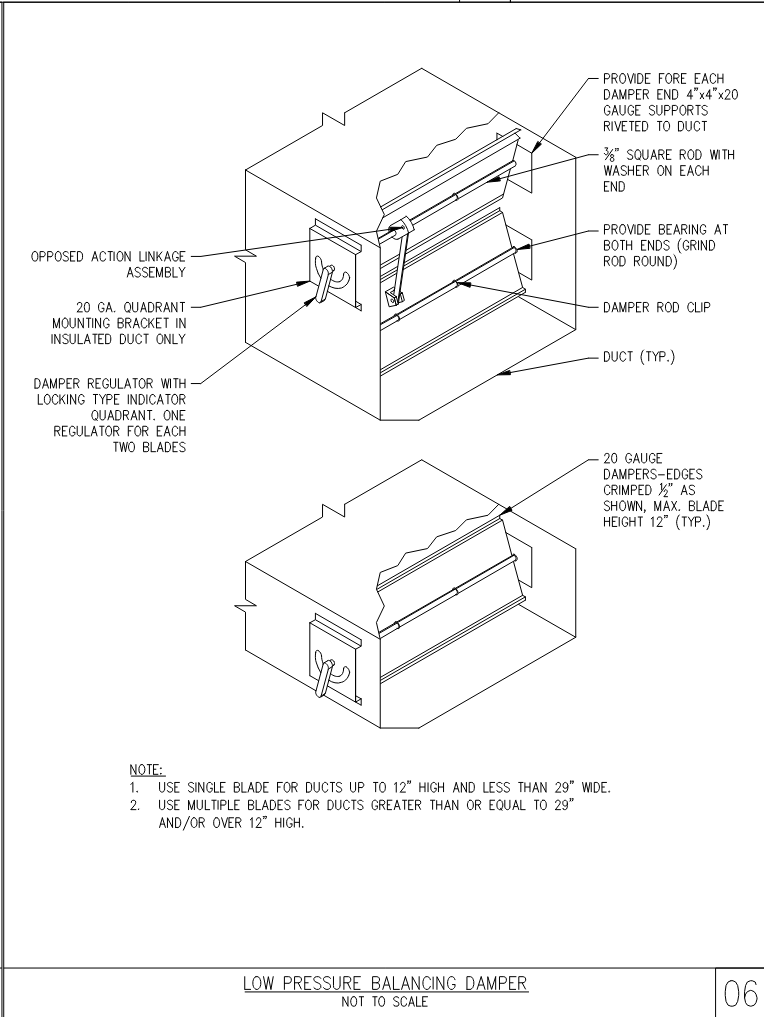 PROVIDE FORE EACH
DAMPER END 4"x4"x20
GAUGE SUPPORTS
RIVETED TO DUCT
⅜" SQUARE ROD WITH
WASHER ON EACH
END
OPPOSED ACTION LINKAGE
ASSEMBLY
PROVIDE BEARING AT
BOTH ENDS (GRIND
ROD ROUND)
20 GA. QUADRANT
MOUNTING BRACKET IN
INSULATED DUCT ONLY
DAMPER ROD CLIP
DUCT (TYP.)
DAMPER REGULATOR WITH
LOCKING TYPE INDICATOR
QUADRANT. ONE
REGULATOR FOR EACH
TWO BLADES
20 GAUGE
DAMPERS-EDGES
CRIMPED ½" AS
SHOWN, MAX. BLADE
HEIGHT 12" (TYP.)
NOTE:
1. USE SINGLE BLADE FOR DUCTS UP TO 12" HIGH AND LESS THAN 29" WIDE.
2. USE MULTIPLE BLADES FOR DUCTS GREATER THAN OR EQUAL TO 29"
AND/OR OVER 12" HIGH.
LOW PRESSURE BALANCING DAMPER
NOT TO SCALE
06